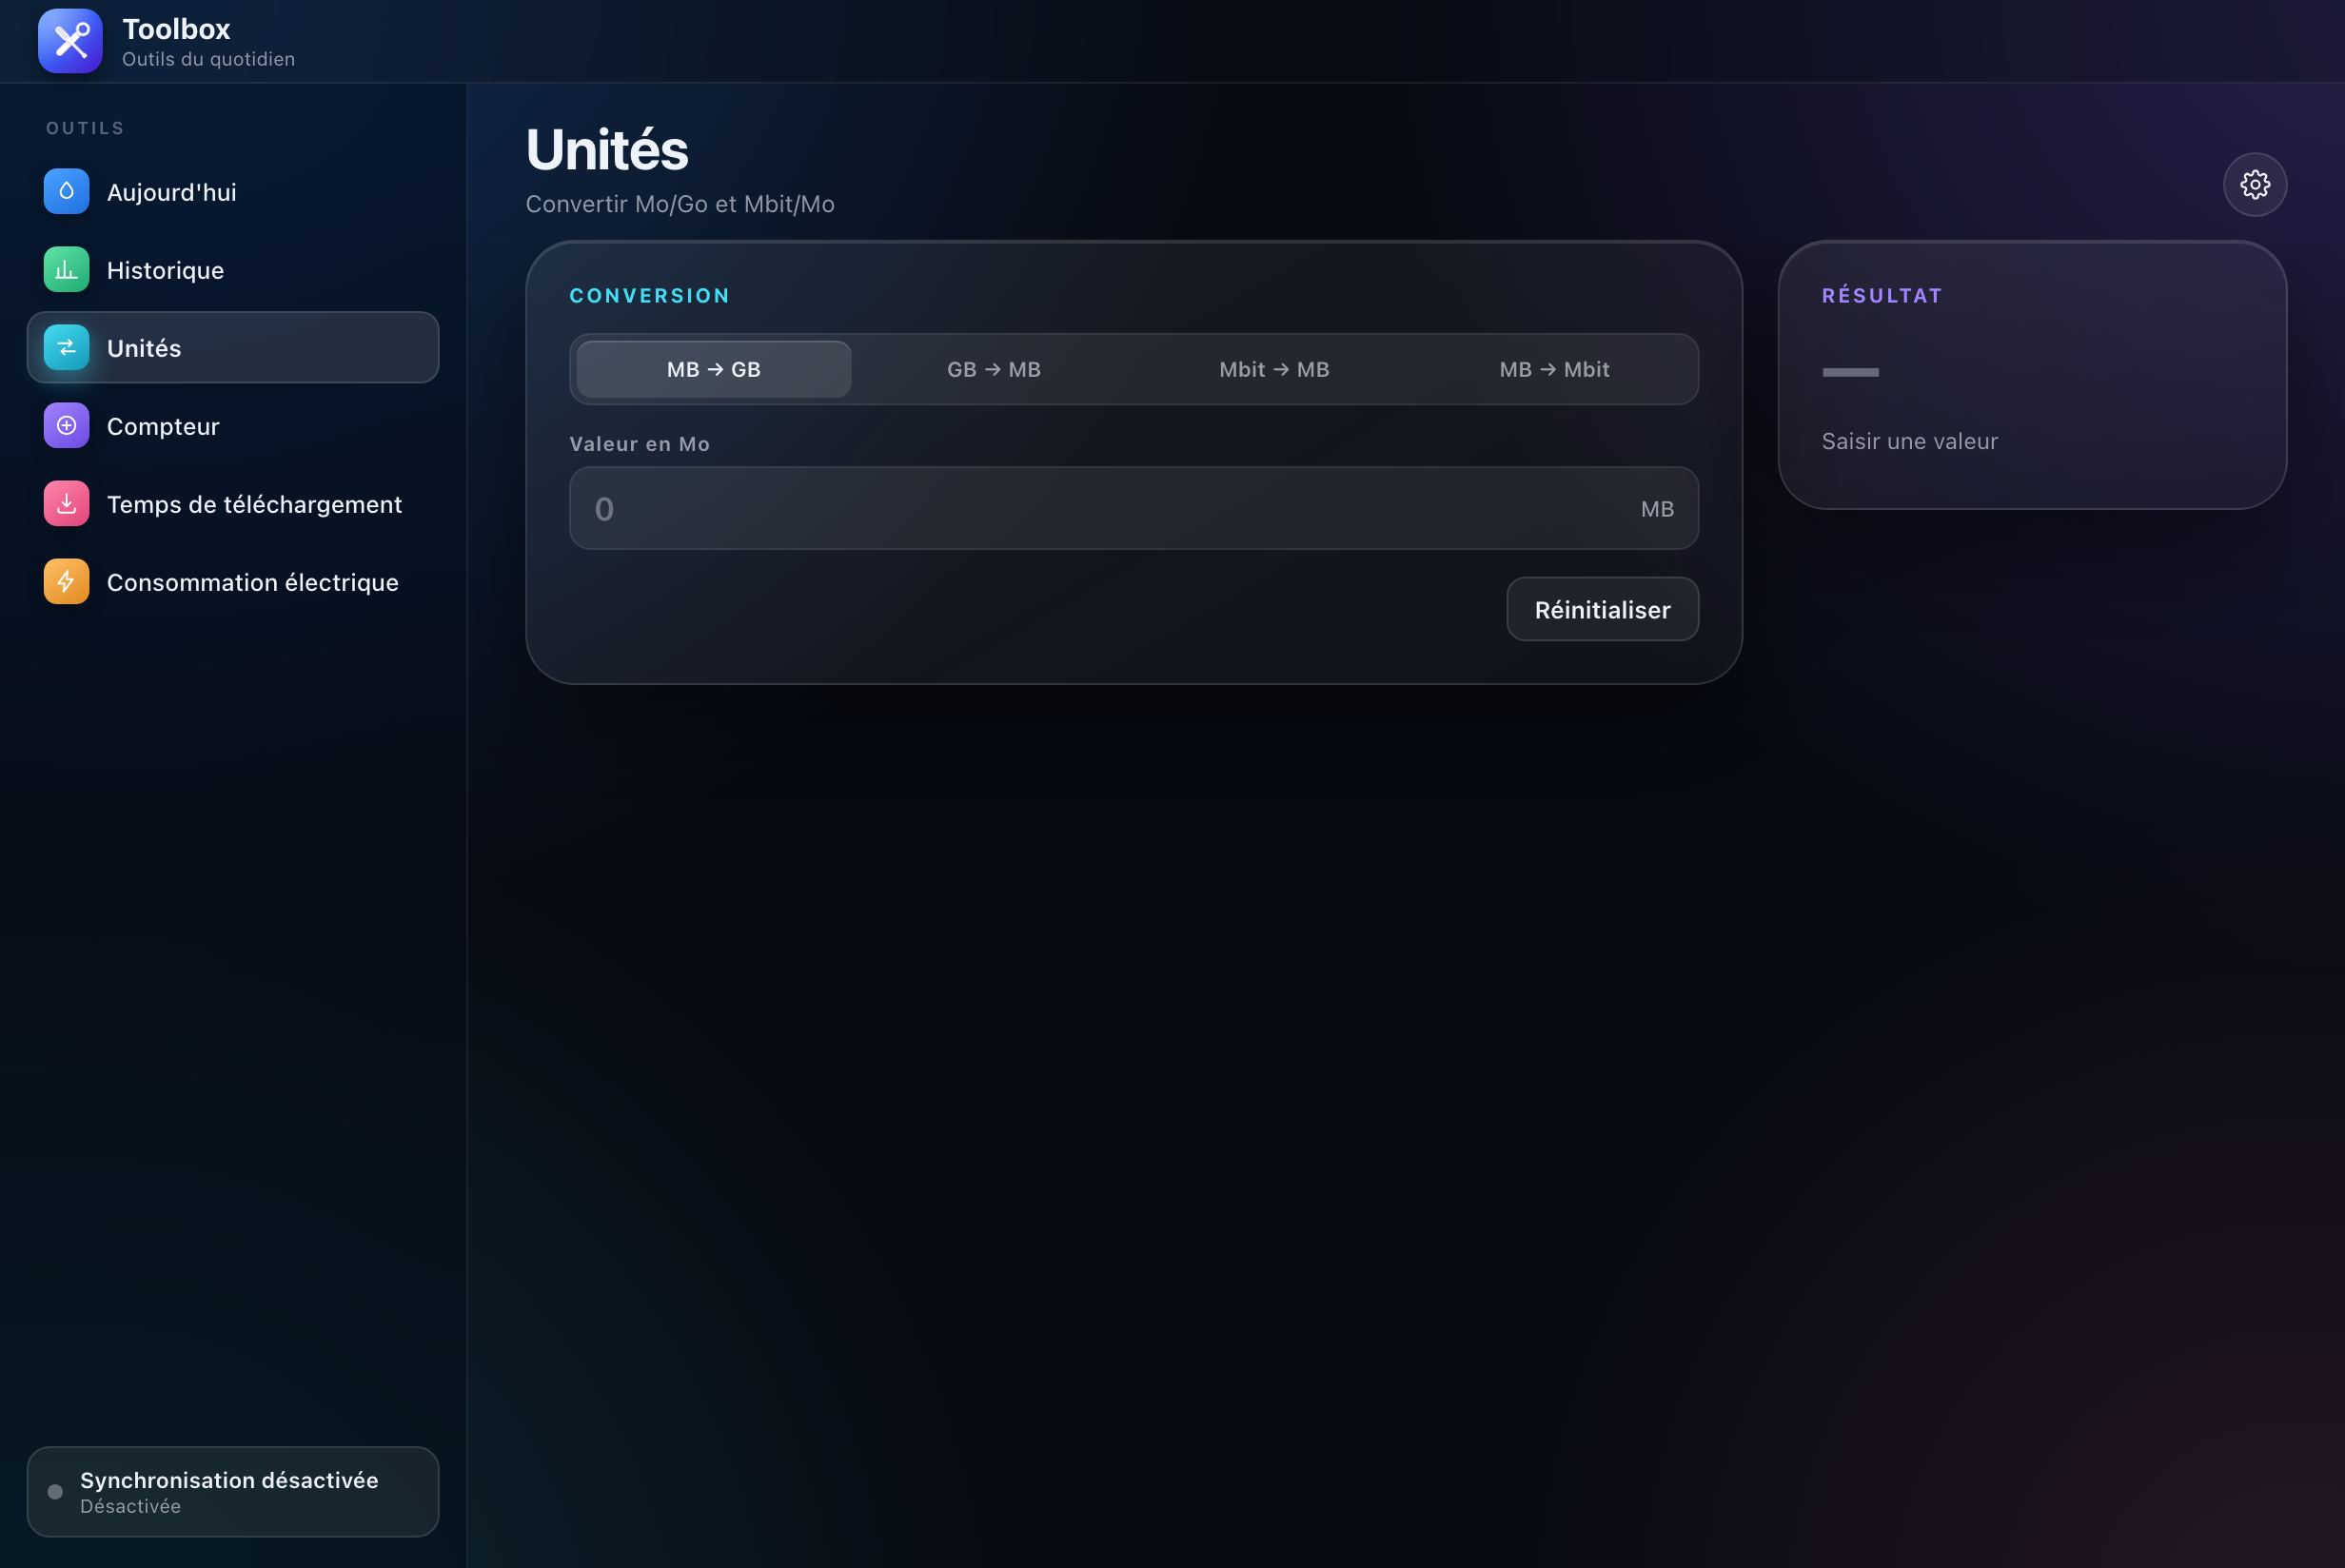 Toolbox
Outils du quotidien
OUTILS
Aujourd'hui
Historique
Unités
Compteur
Temps de téléchargement
Consommation électrique
Synchronisation désactivée
Désactivée
Unités
Convertir Mo/Go et Mbit/Mo
CONVERSION
MB → GB
GB → MB
Mbit → MB
MB → Mbit
Valeur en Mo
0
MB
Réinitialiser
RÉSULTAT
—
Saisir une valeur